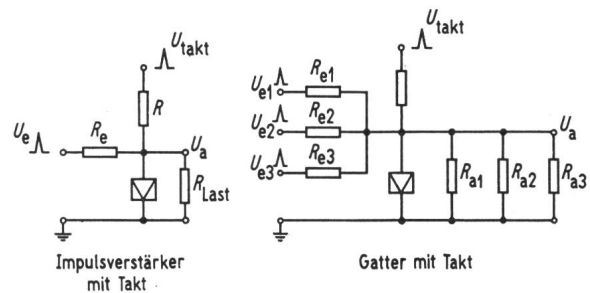 U_takt
R
U_e
R_e
U_a
R_Last
Impulsverstärker
mit Takt
U_takt
U_e1
R_e1
U_e2
R_e2
U_e3
R_e3
U_a
R_a1
R_a2
R_a3
Gatter mit Takt